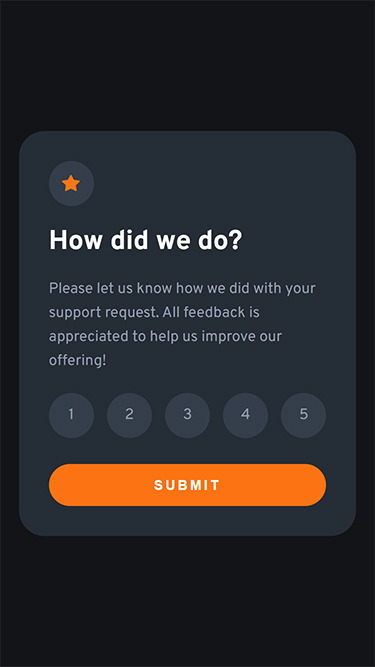 How did we do?
Please let us know how we did with your
support request. All feedback is
appreciated to help us improve our
offering!
1 2 3 4 5
SUBMIT